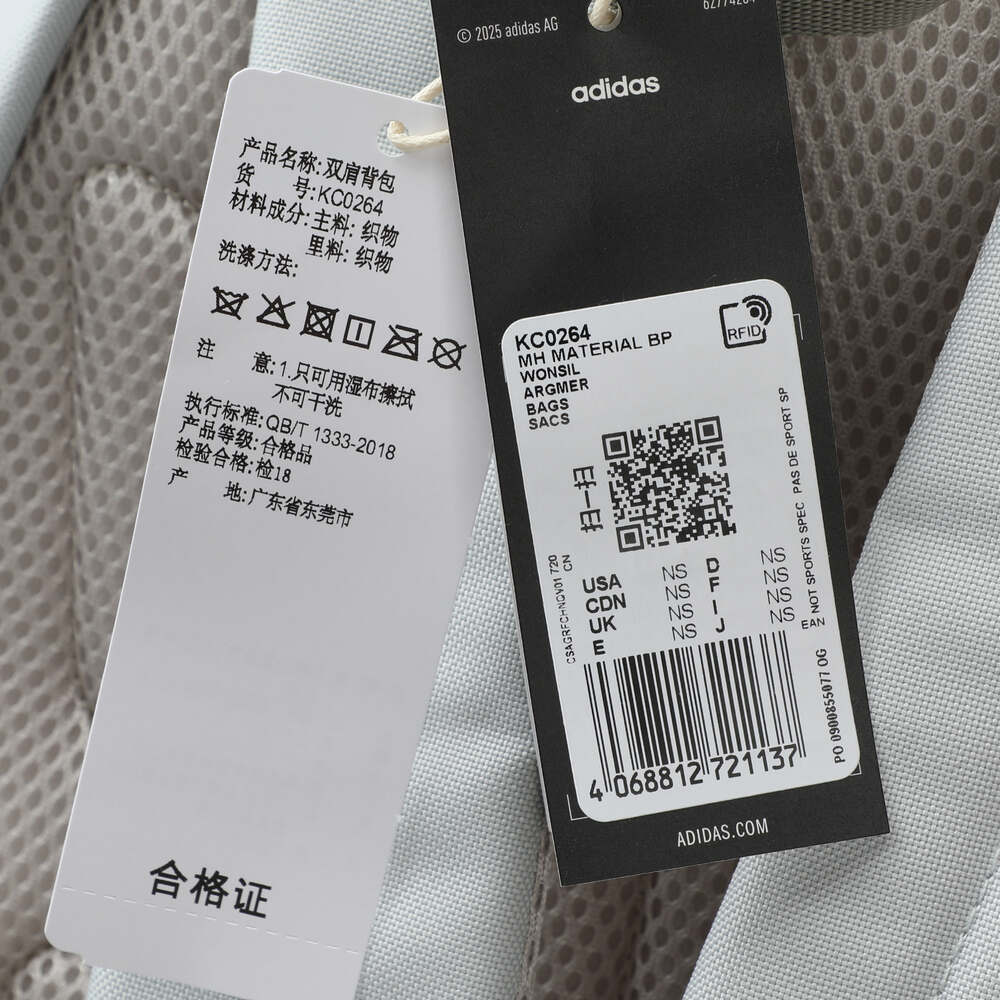 产品名称:双肩背包
货 号:KC0264
材料成分:主料: 织物
里料: 织物
洗涤方法:
注 意:1.只可用湿布擦拭
不可干洗
执行标准:QB/T 1333-2018
产品等级:合格品
检验合格:检18
产 地:广东省东莞市
合格证
© 2025 adidas AG
adidas
KC0264
MH MATERIAL BP
WONSIL
ARGMER
BAGS
SACS
RFID
扫一扫
CSAGRFCHNQV01 720
CN
USA NS D NS
CDN NS F NS
UK NS I NS
E NS J NS
NOT SPORTS SPEC PAS DE SPORT SP
PO 0900855077 OG
4 068812 721137
ADIDAS.COM